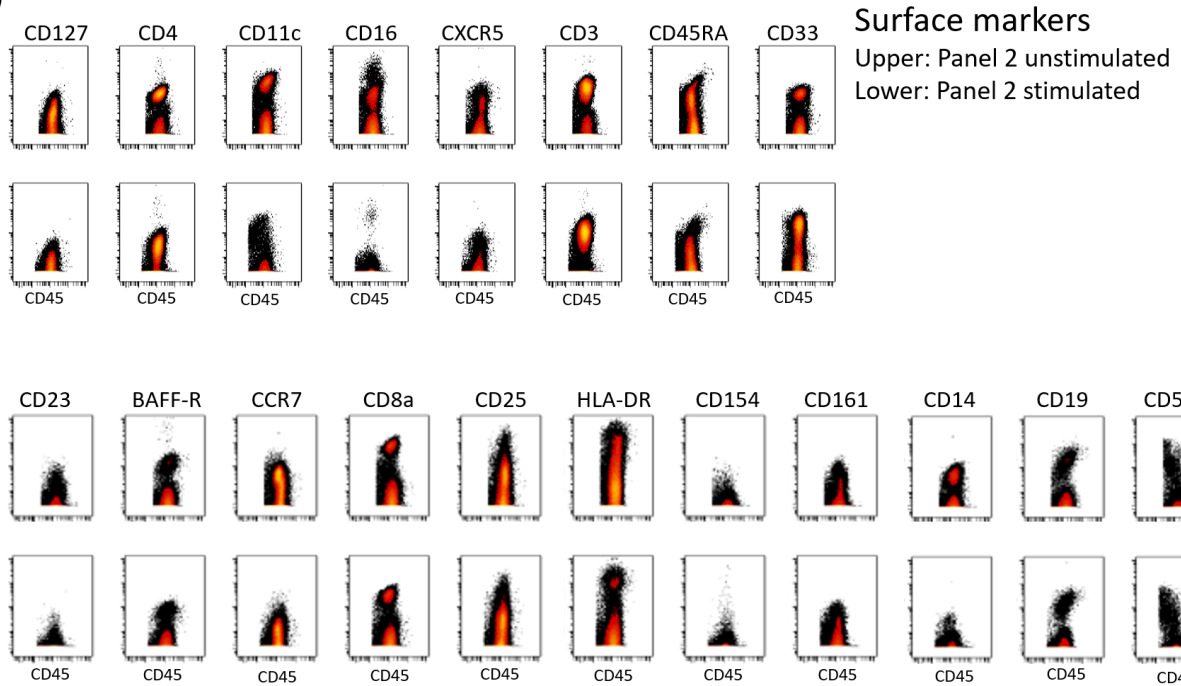 CD127 CD4 CD11c CD16 CXCR5 CD3 CD45RA CD33
Surface markers
Upper: Panel 2 unstimulated
Lower: Panel 2 stimulated
CD45 CD45 CD45 CD45 CD45 CD45 CD45 CD45
CD23 BAFF-R CCR7 CD8a CD25 HLA-DR CD154 CD161 CD14 CD19 CD5
CD45 CD45 CD45 CD45 CD45 CD45 CD45 CD45 CD45 CD45 CD4